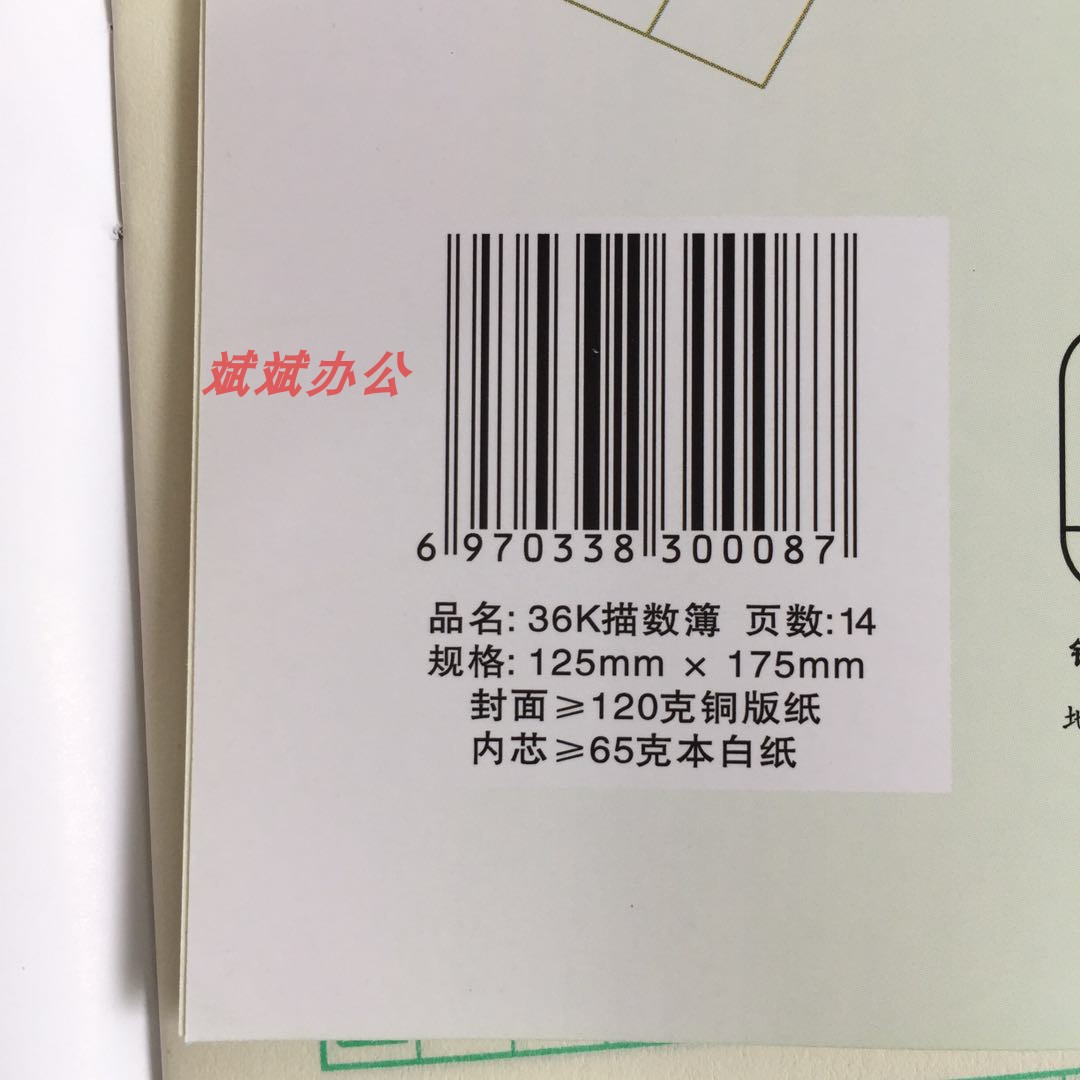 斌斌办公
6 970338 300087
品名: 36K描数簿 页数:14
规格: 125mm × 175mm
封面≥120克铜版纸
内芯≥65克本白纸